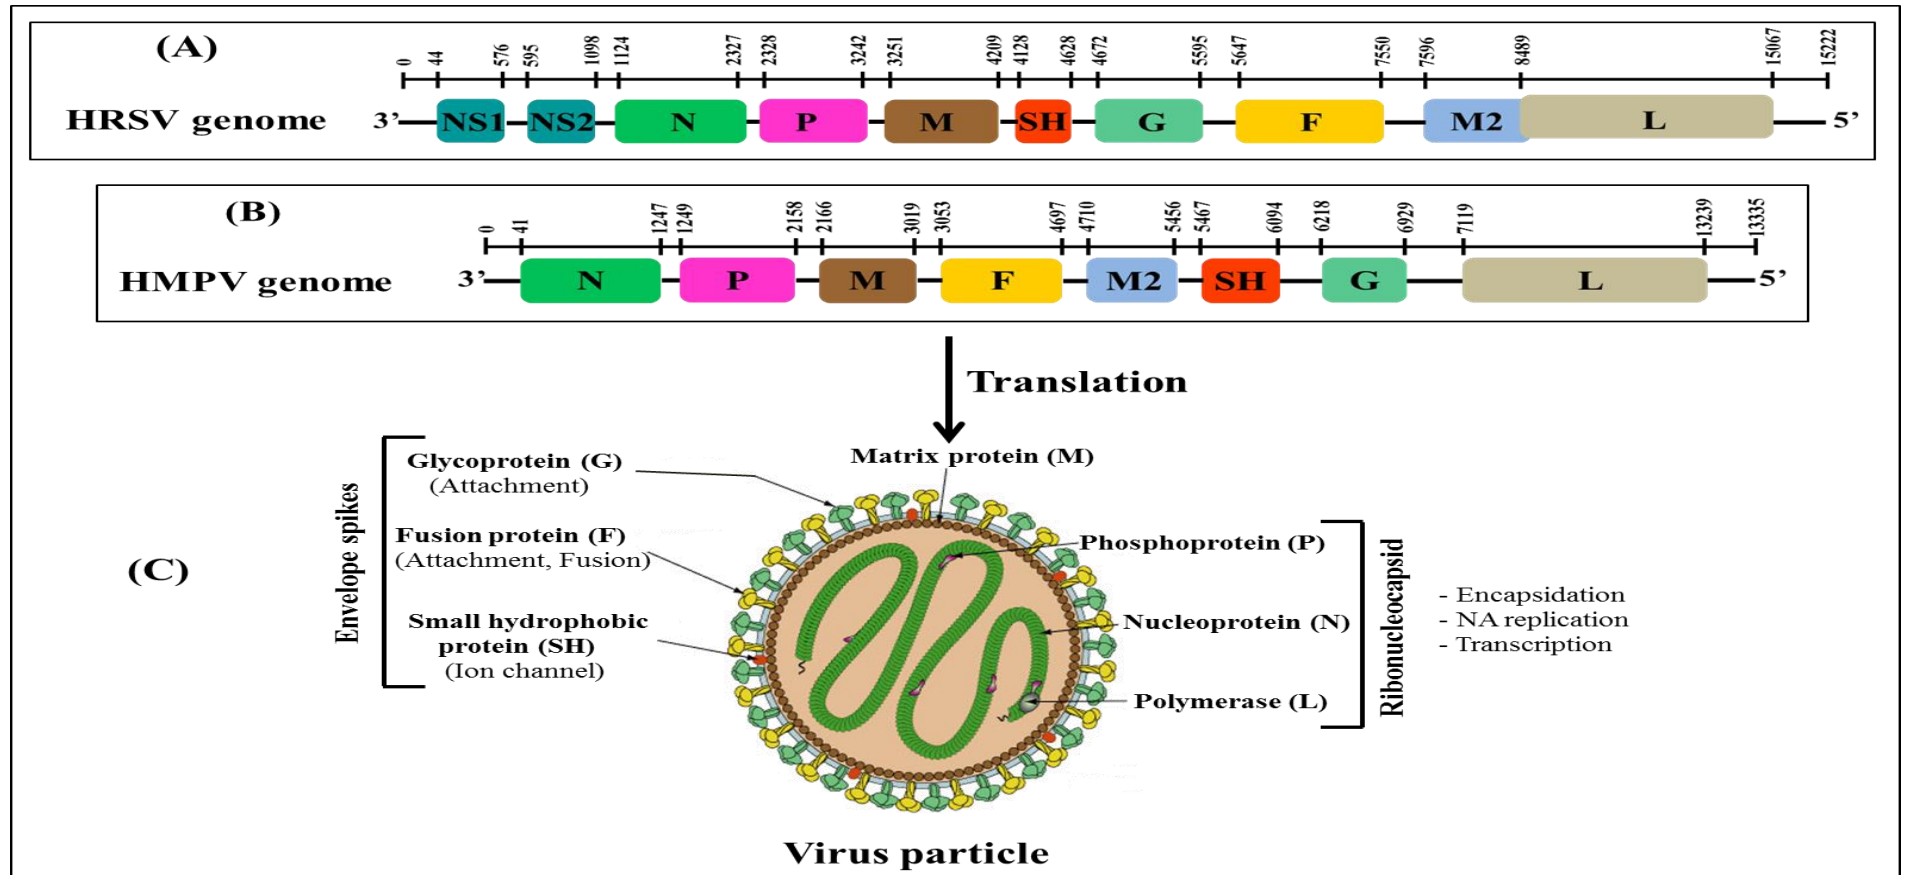 (A)
0 44 576 595 1098 1124 2327 2328 3242 3251 4209 4128 4628 4672 5595 5647 7550 7596 8489 15067 15222
HRSV genome 3’ NS1 NS2 N P M SH G F M2 L 5’
(B)
0 41 1247 1249 2158 2166 3019 3053 4697 4710 5456 5467 6094 6218 6929 7119 13239 13335
HMPV genome 3’ N P M F M2 SH G L 5’
Translation
(C)
Envelope spikes
Glycoprotein (G)
(Attachment)
Fusion protein (F)
(Attachment, Fusion)
Small hydrophobic
protein (SH)
(Ion channel)
Matrix protein (M)
Phosphoprotein (P)
Nucleoprotein (N)
Polymerase (L)
Ribonucleocapsid
- Encapsidation
- NA replication
- Transcription
Virus particle